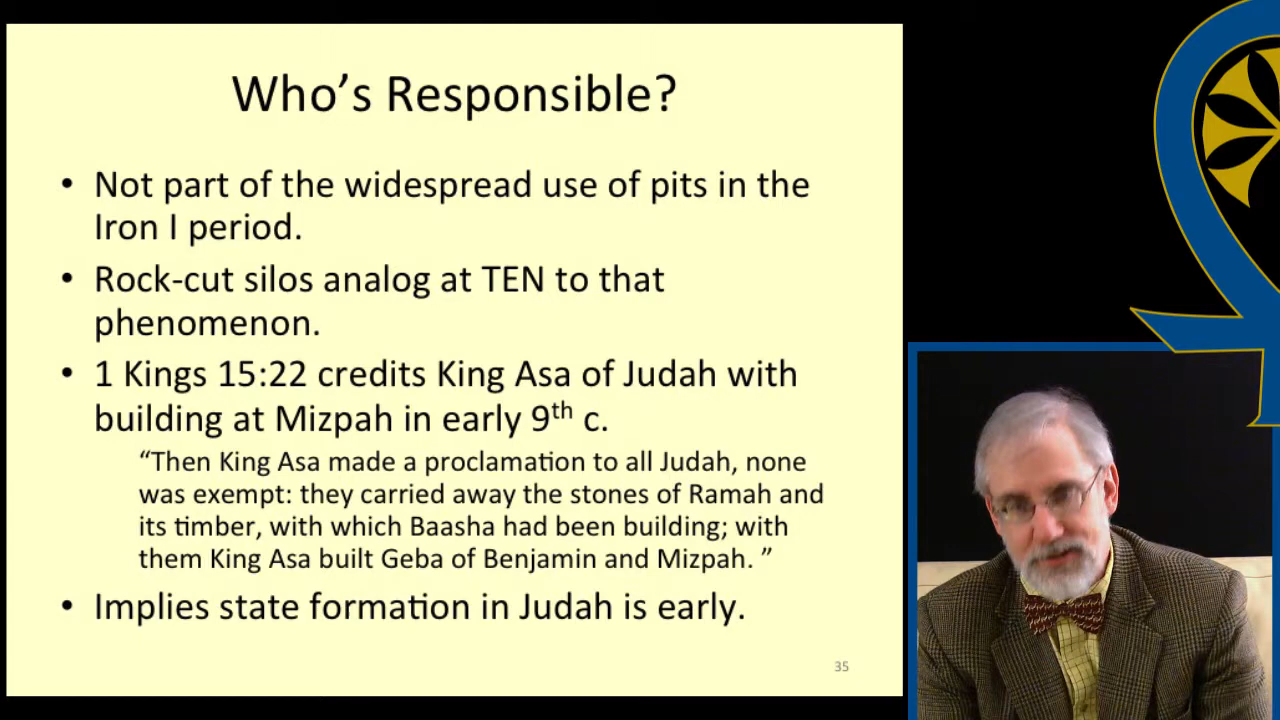 Who’s Responsible?
• Not part of the widespread use of pits in the
Iron I period.
• Rock-cut silos analog at TEN to that
phenomenon.
• 1 Kings 15:22 credits King Asa of Judah with
building at Mizpah in early 9th c.
“Then King Asa made a proclamation to all Judah, none
was exempt: they carried away the stones of Ramah and
its timber, with which Baasha had been building; with
them King Asa built Geba of Benjamin and Mizpah. ”
• Implies state formation in Judah is early.
35